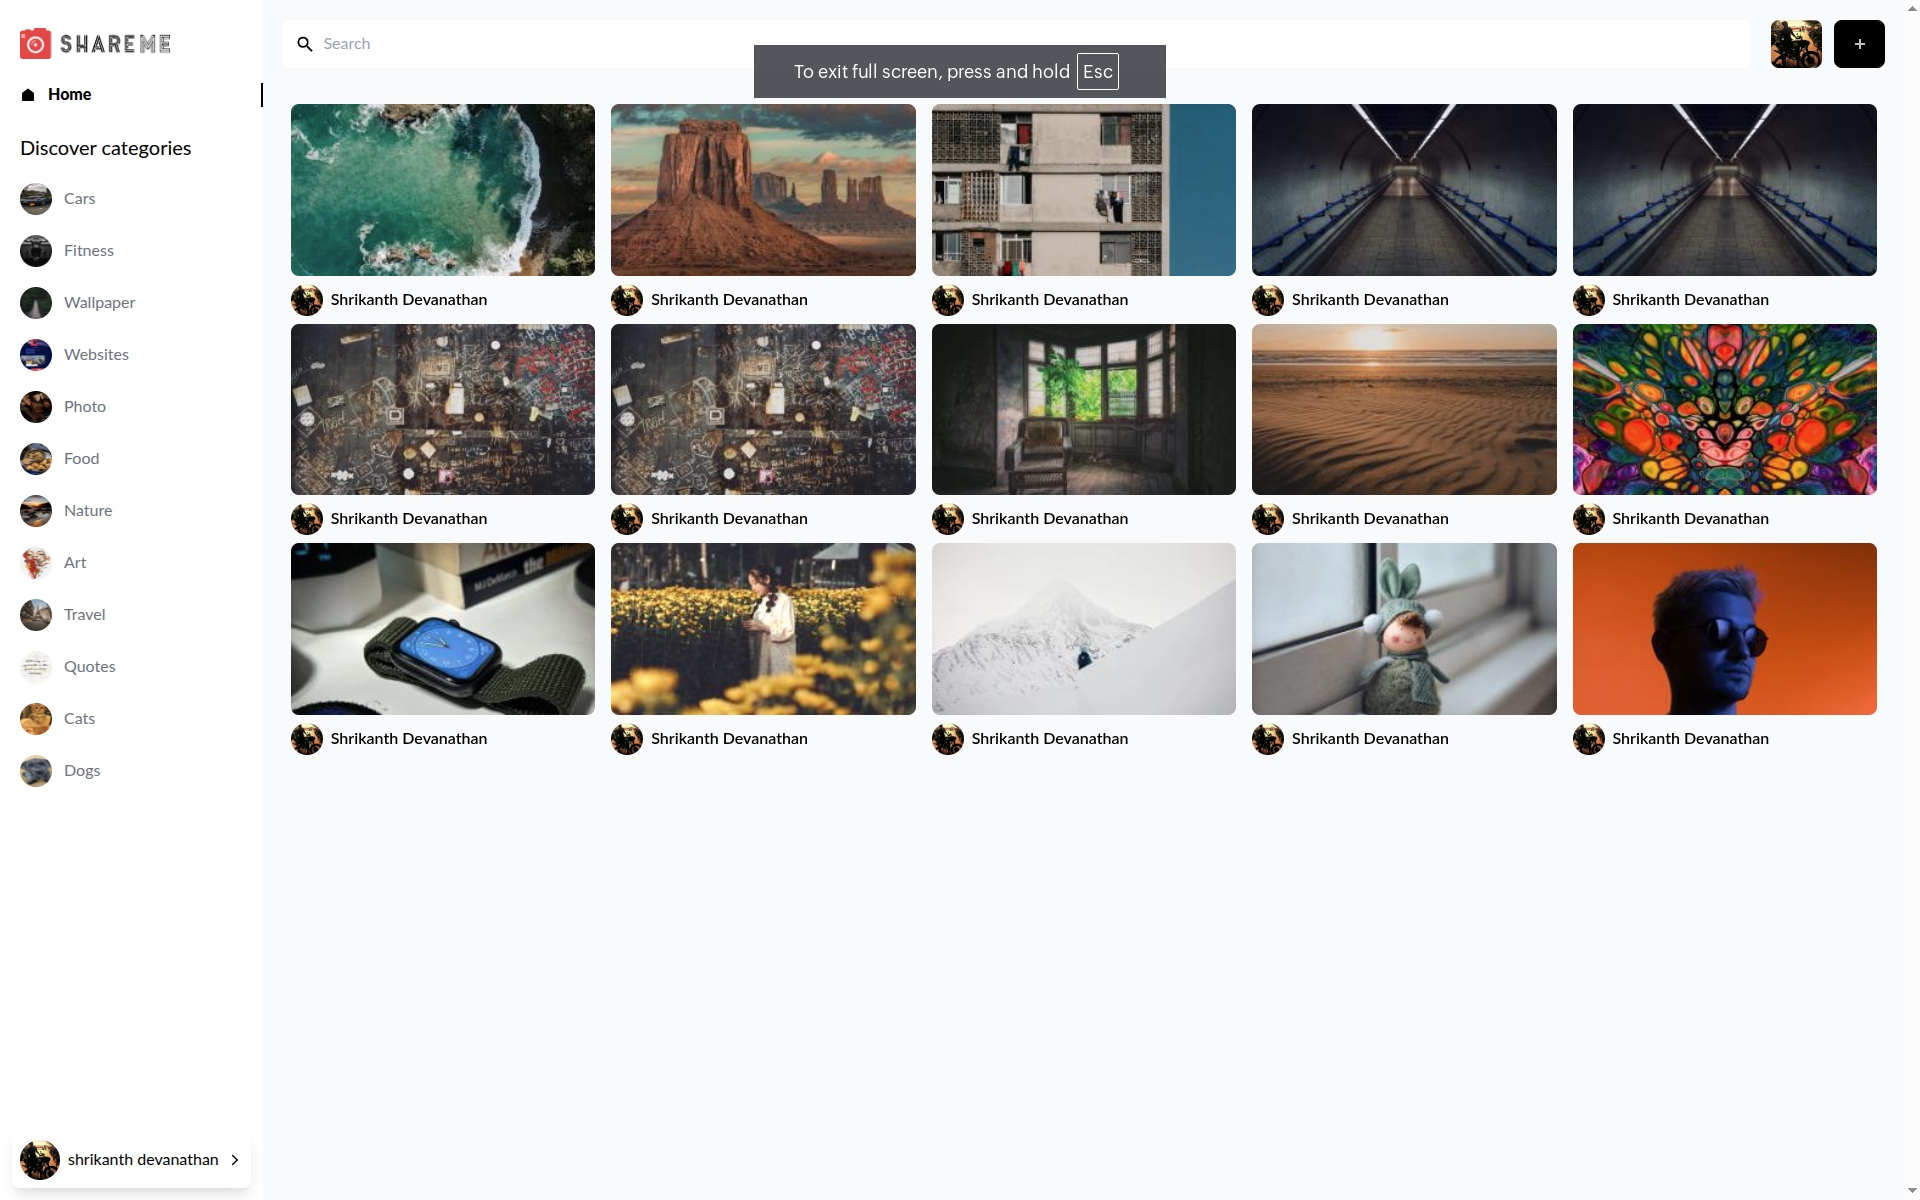 SHAREME
Search
To exit full screen, press and hold Esc
Home
Discover categories
Cars
Fitness
Wallpaper
Websites
Photo
Food
Nature
Art
Travel
Quotes
Cats
Dogs
shrikanth devanathan
Shrikanth Devanathan
Shrikanth Devanathan
Shrikanth Devanathan
Shrikanth Devanathan
Shrikanth Devanathan
Shrikanth Devanathan
Shrikanth Devanathan
Shrikanth Devanathan
Shrikanth Devanathan
Shrikanth Devanathan
MJ DeMarco the
Shrikanth Devanathan
Shrikanth Devanathan
Shrikanth Devanathan
Shrikanth Devanathan
Shrikanth Devanathan